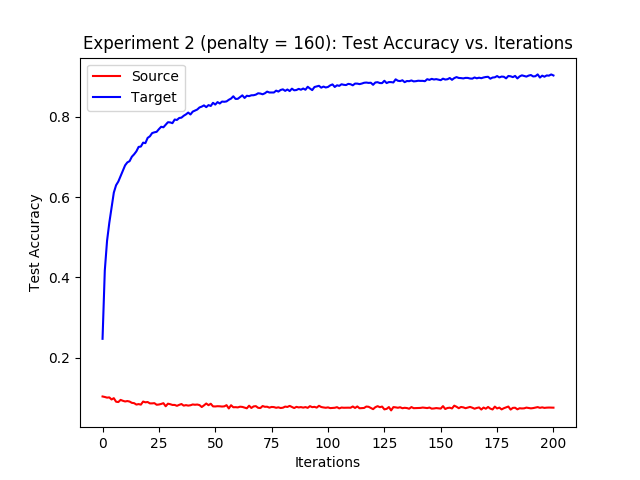 Experiment 2 (penalty = 160): Test Accuracy vs. Iterations
Source
Target
0.8
0.6
0.4
0.2
Test Accuracy
0 25 50 75 100 125 150 175 200
Iterations